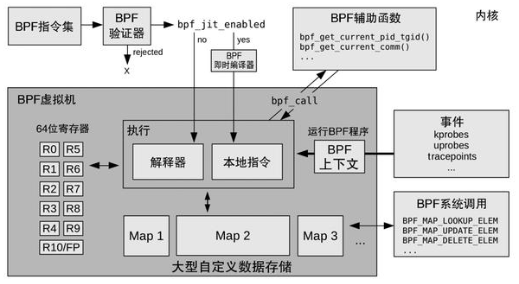 BPF指令集
BPF
验证器
rejected
X
bpf_jit_enabled
no
yes
BPF
即时编译器
BPF辅助函数
bpf_get_current_pid_tgid()
bpf_get_current_comm()
...
内核
BPF虚拟机
64位寄存器
R0 R5
R1 R6
R2 R7
R3 R8
R4 R9
R10/FP
执行
解释器
本地指令
bpf_call
运行BPF程序
BPF
上下文
事件
kprobes
uprobes
tracepoints
...
Map 1
Map 2
Map 3
...
大型自定义数据存储
BPF系统调用
BPF_MAP_LOOKUP_ELEM
BPF_MAP_UPDATE_ELEM
BPF_MAP_DELETE_ELEM
...